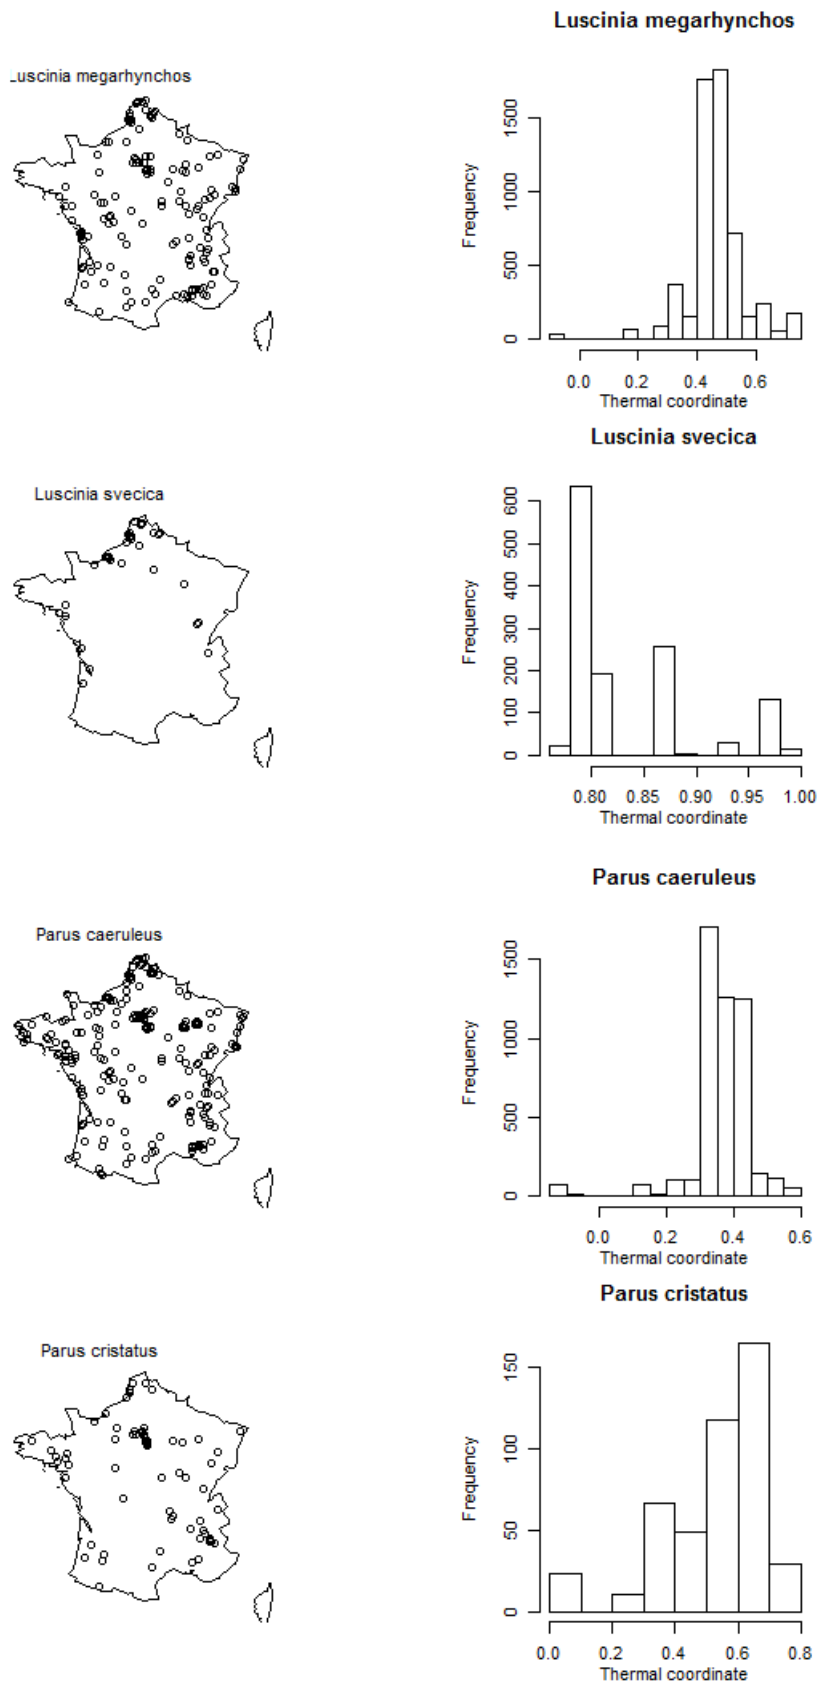 Luscinia megarhynchos
Luscinia megarhynchos
Frequency
1500
1000
500
0
0.0 0.2 0.4 0.6
Thermal coordinate
Luscinia svecica
Luscinia svecica
Frequency
600
500
400
300
200
100
0
0.80 0.85 0.90 0.95 1.00
Thermal coordinate
Parus caeruleus
Parus caeruleus
Frequency
1500
1000
500
0
0.0 0.2 0.4 0.6
Thermal coordinate
Parus cristatus
Parus cristatus
Frequency
150
100
50
0
0.0 0.2 0.4 0.6 0.8
Thermal coordinate